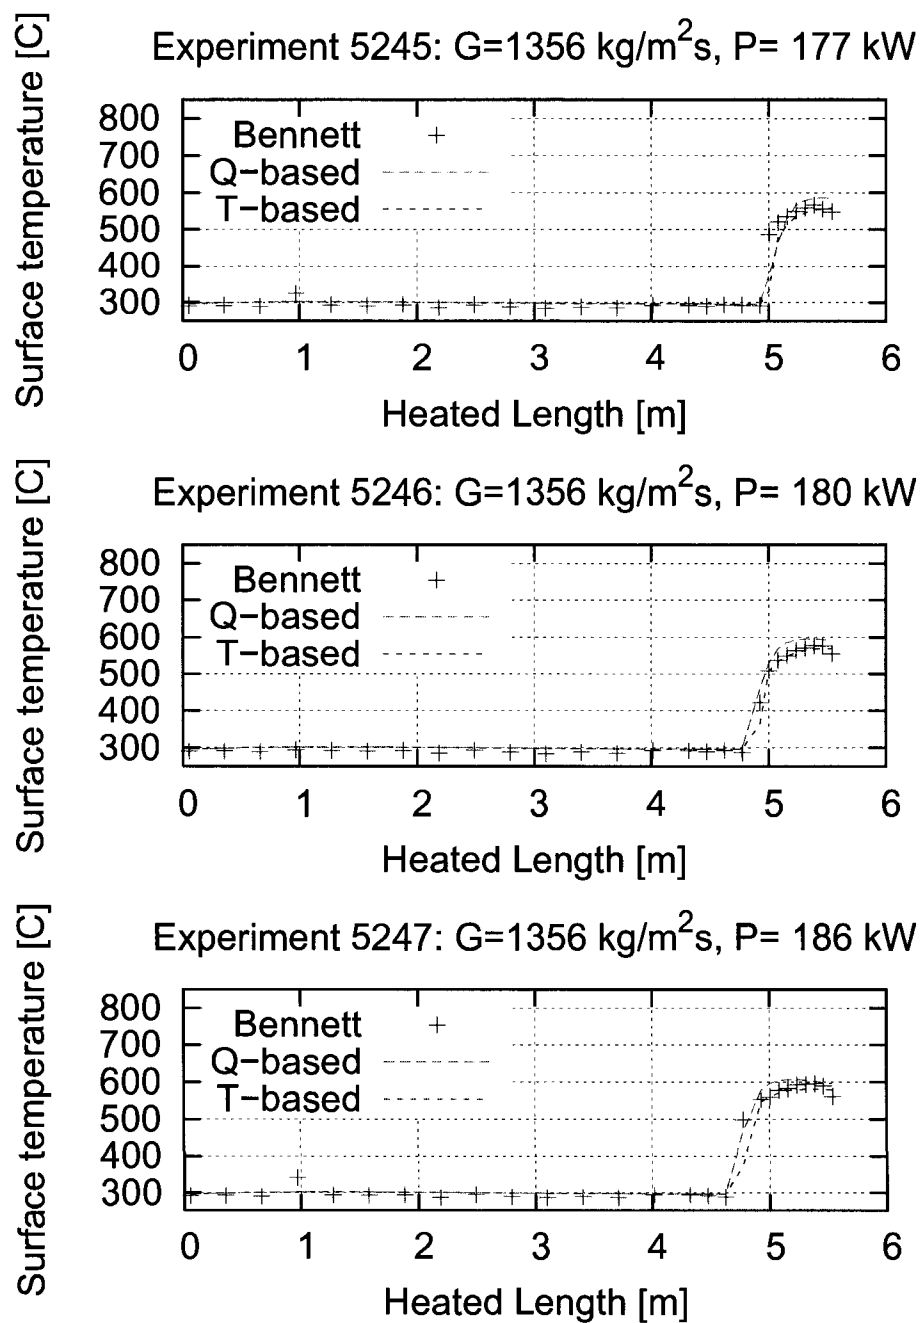 Experiment 5245: G=1356 kg/m²s, P= 177 kW
Surface temperature [C]
800
700
600
500
400
300
Bennett
Q−based
T−based
0 1 2 3 4 5 6
Heated Length [m]
Experiment 5246: G=1356 kg/m²s, P= 180 kW
Surface temperature [C]
800
700
600
500
400
300
Bennett
Q−based
T−based
0 1 2 3 4 5 6
Heated Length [m]
Experiment 5247: G=1356 kg/m²s, P= 186 kW
Surface temperature [C]
800
700
600
500
400
300
Bennett
Q−based
T−based
0 1 2 3 4 5 6
Heated Length [m]